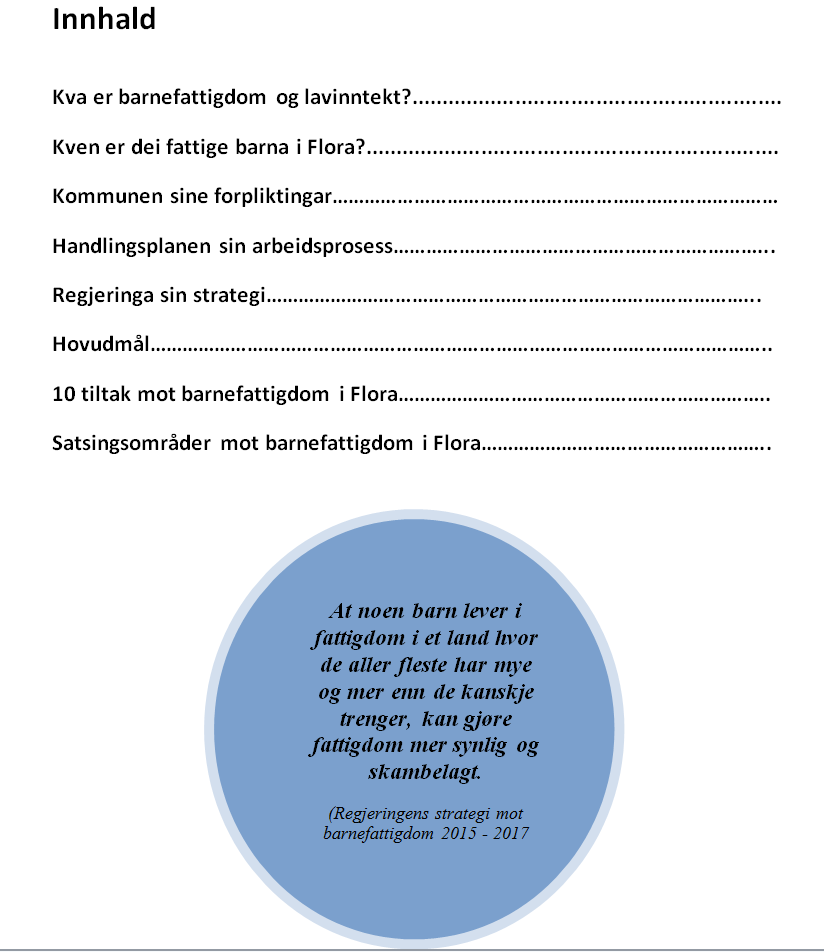 Innhald
Kva er barnefattigdom og lavinntekt?.................................................................
Kven er dei fattige barna i Flora?........................................................................
Kommunen sine forpliktingar……………………………………………………………………………
Handlingsplanen sin arbeidsprosess………………………………………………………………...
Regjeringa sin strategi…………………………………………………………………………………...
Hovudmål…………………………………………………………………………………………………………..
10 tiltak mot barnefattigdom i Flora………………………………………………………………..
Satsingsområder mot barnefattigdom i Flora…………………………………………………..
At noen barn lever i
fattigdom i et land hvor
de aller fleste har mye
og mer enn de kanskje
trenger, kan gjøre
fattigdom mer synlig og
skambelagt.
(Regjeringens strategi mot
barnefattigdom 2015 - 2017